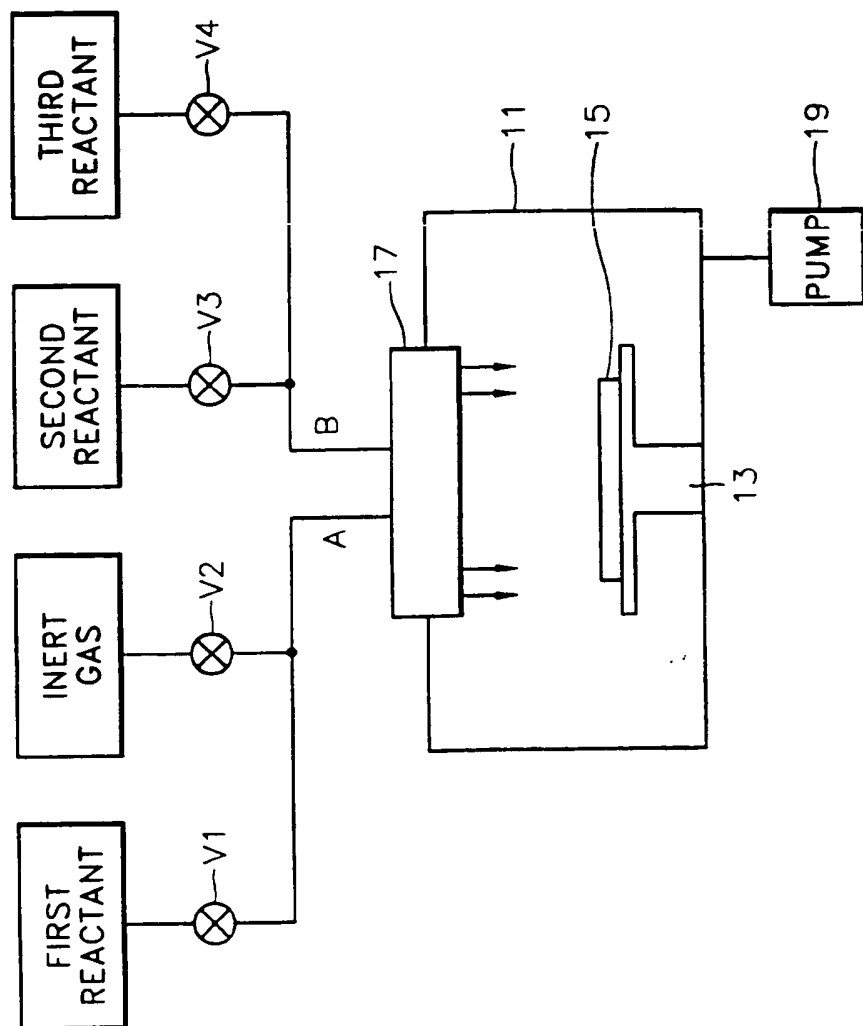 FIRST
REACTANT
INERT
GAS
SECOND
REACTANT
THIRD
REACTANT
V1
V2
V3
V4
A
B
17
11
15
13
PUMP
19